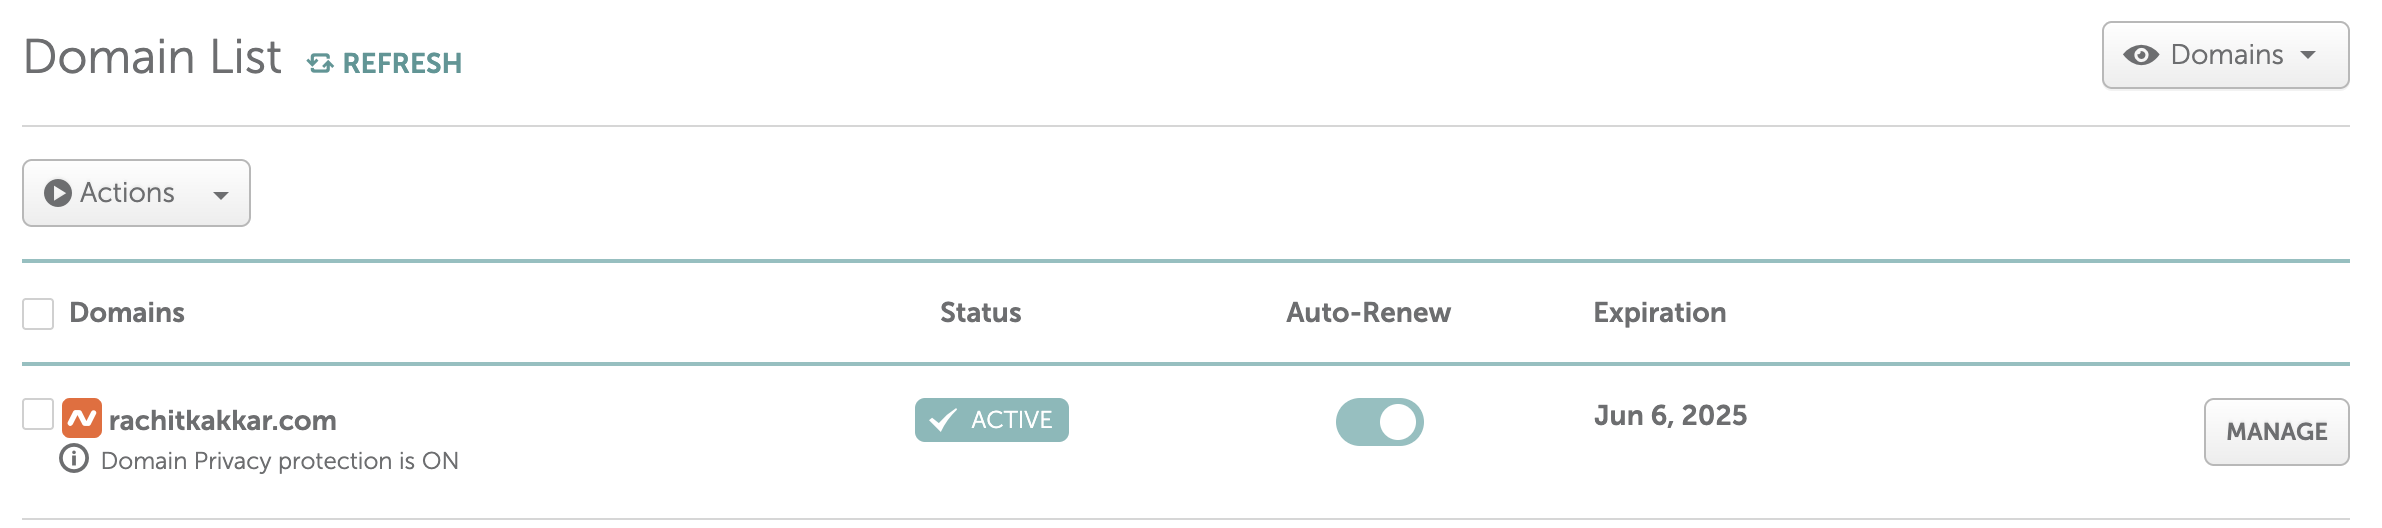 Domain List REFRESH Domains
Actions
Domains Status Auto-Renew Expiration
rachitkakkar.com ACTIVE Jun 6, 2025 MANAGE
Domain Privacy protection is ON